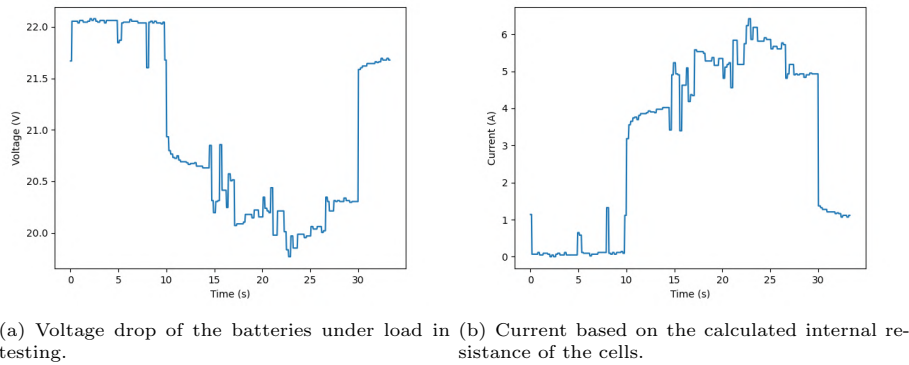 22.0
21.5
21.0
20.5
20.0
Voltage (V)
0 5 10 15 20 25 30
Time (s)
6
5
4
3
2
1
0
Current (A)
0 5 10 15 20 25 30
Time (s)
(a) Voltage drop of the batteries under load in
testing.
(b) Current based on the calculated internal re-
sistance of the cells.